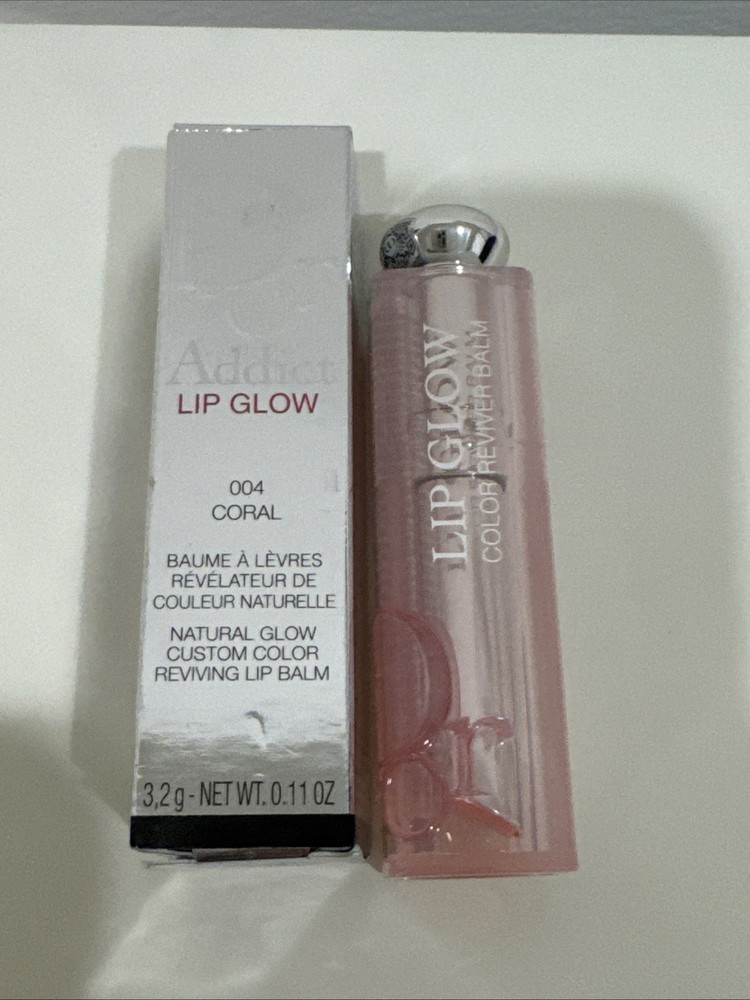 Addict
LIP GLOW
004
CORAL
BAUME À LÈVRES
RÉVÉLATEUR DE
COULEUR NATURELLE
NATURAL GLOW
CUSTOM COLOR
REVIVING LIP BALM
3,2 g - NET WT. 0.11 OZ
LIP GLOW
COLOR REVIVER BALM